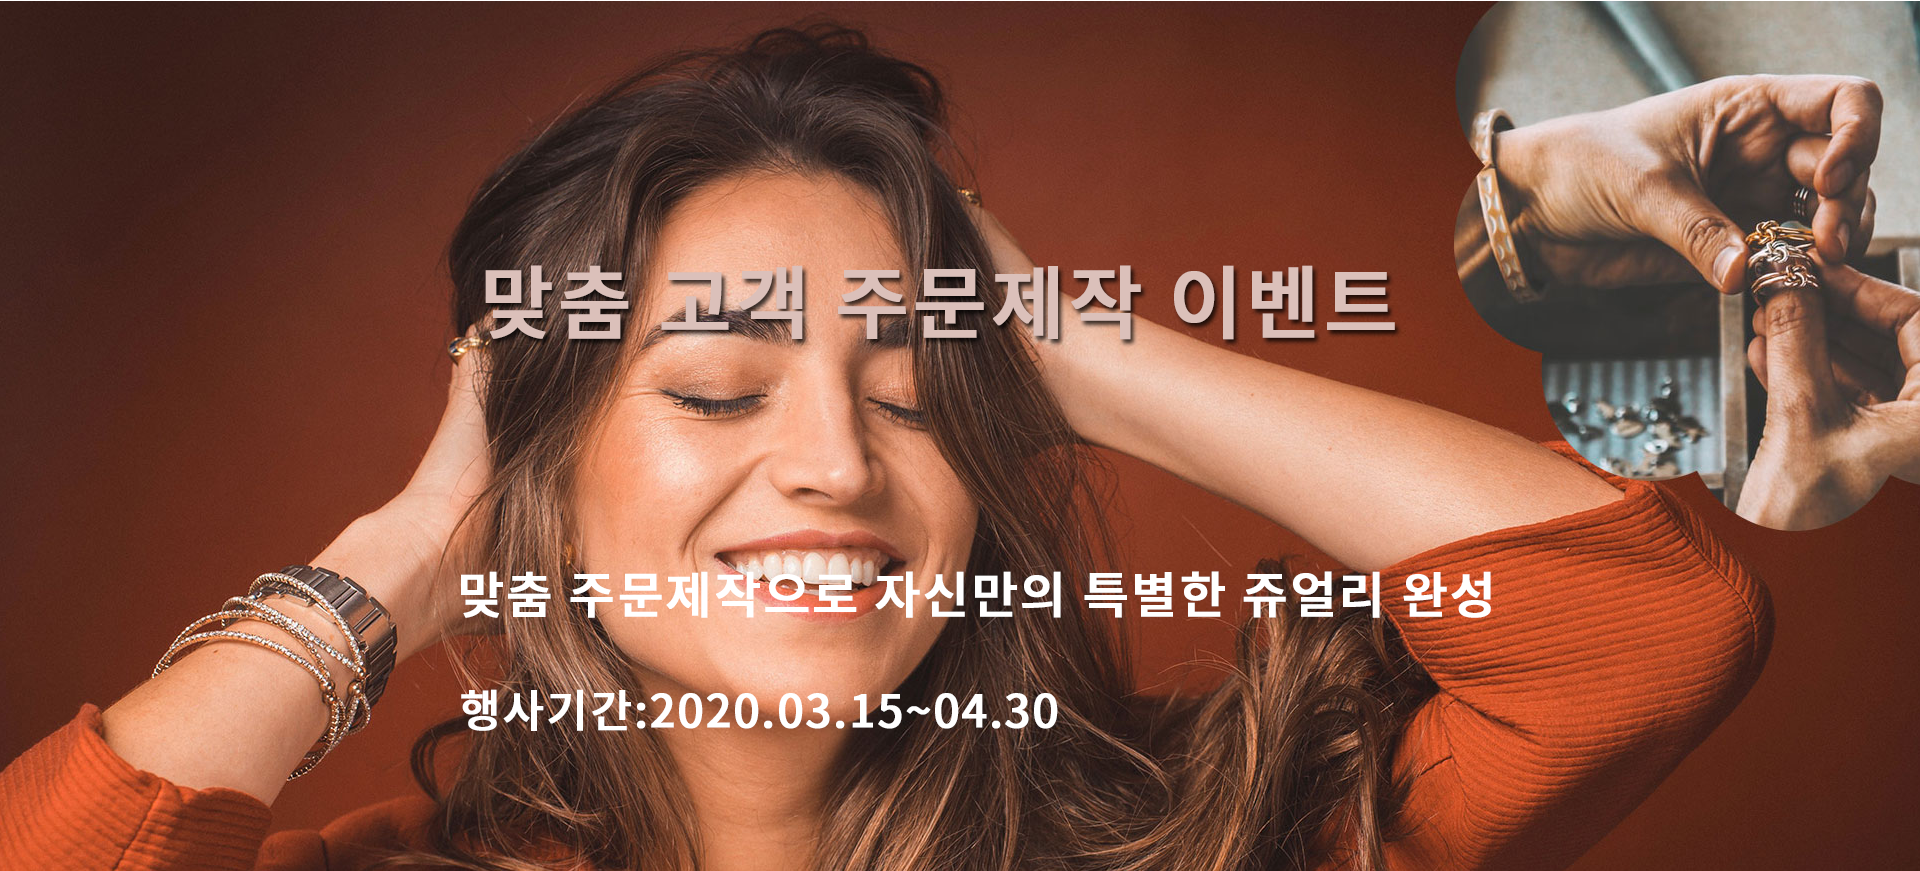 맞춤 고객 주문제작 이벤트
맞춤 주문제작으로 자신만의 특별한 쥬얼리 완성
행사기간:2020.03.15~04.30